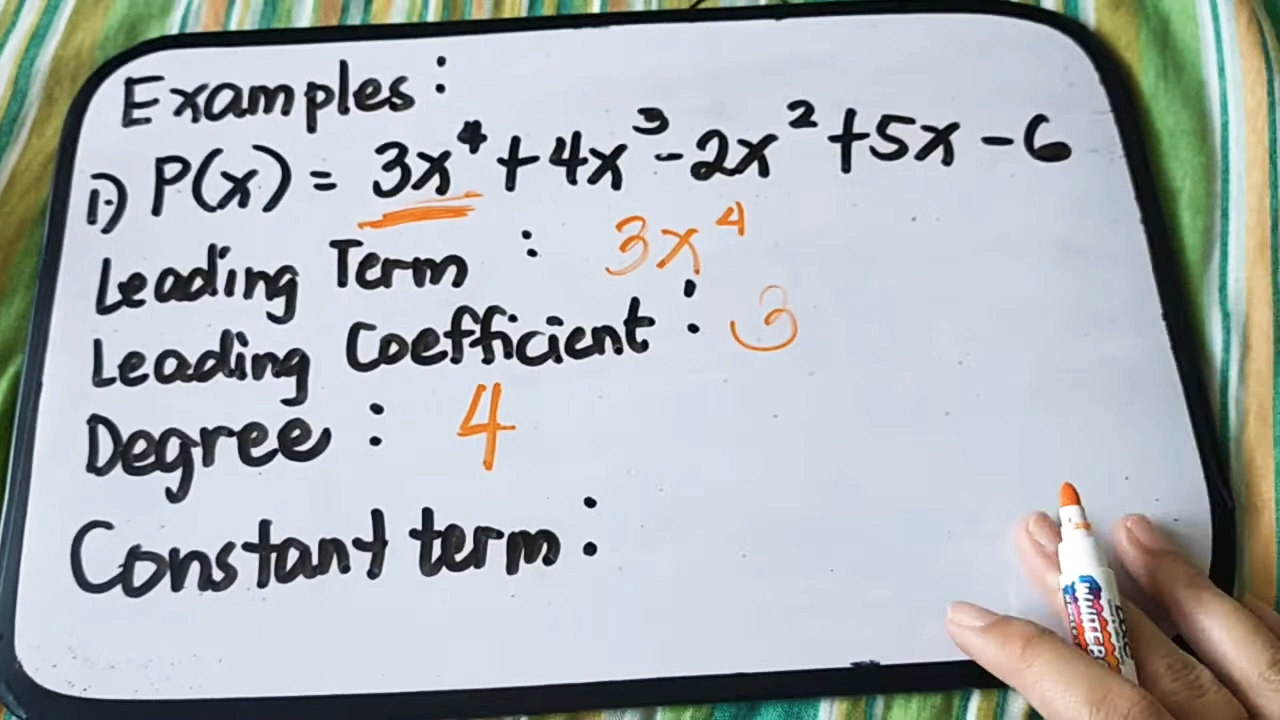 Examples:
1.) P(x) = 3x⁴ + 4x³ - 2x² + 5x - 6
Leading Term : 3x⁴
Leading Coefficient : 3
Degree : 4
Constant term :